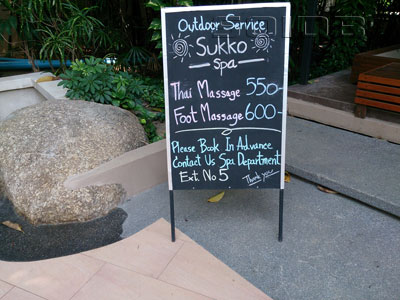 Outdoor Service
Sukko
Spa
Thai Massage 550-
Foot Massage 600-
Please Book In Advance
Contact Us Spa Department
Ext. No 5
Thank you